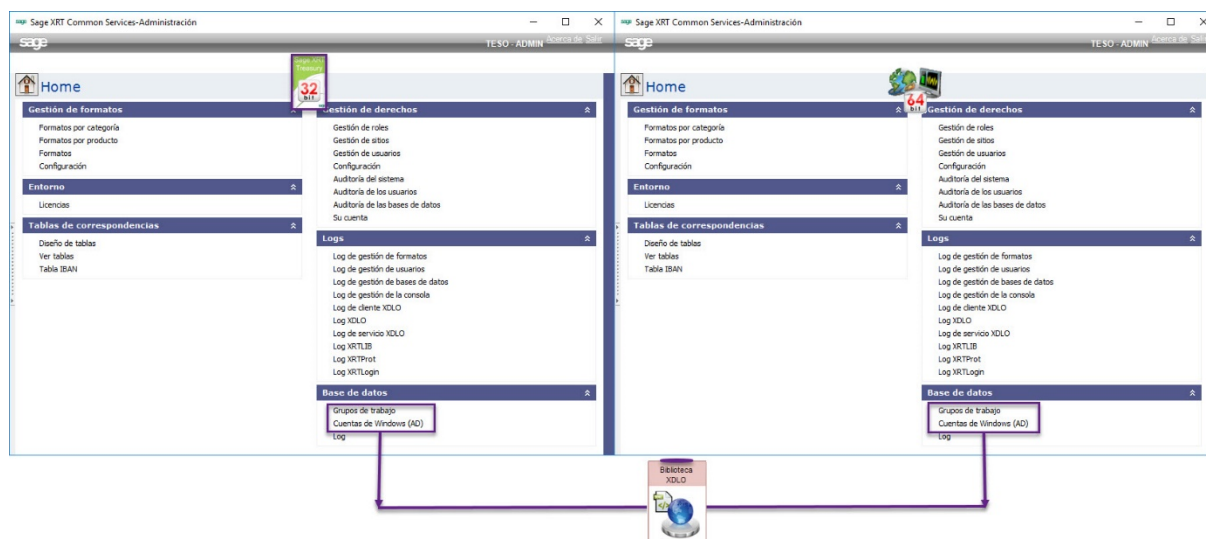 Sage XRT Common Services-Administración
sage
TESO - ADMIN
Acerca de Salir
Home
Sage XRT
Treasury
32
bit
Gestión de formatos
Formatos por categoría
Formatos por producto
Formatos
Configuración
Entorno
Licencias
Tablas de correspondencias
Diseño de tablas
Ver tablas
Tabla IBAN
Gestión de derechos
Gestión de roles
Gestión de sitios
Gestión de usuarios
Configuración
Auditoría del sistema
Auditoría de los usuarios
Auditoría de las bases de datos
Su cuenta
Logs
Log de gestión de formatos
Log de gestión de usuarios
Log de gestión de bases de datos
Log de gestión de la consola
Log de cliente XDLO
Log XDLO
Log de servicio XDLO
Log XRTLIB
Log XRTProt
Log XRTLogin
Base de datos
Grupos de trabajo
Cuentas de Windows (AD)
Log
Sage XRT Common Services-Administración
sage
TESO - ADMIN
Acerca de Salir
Home
64
bit
Gestión de formatos
Formatos por categoría
Formatos por producto
Formatos
Configuración
Entorno
Licencias
Tablas de correspondencias
Diseño de tablas
Ver tablas
Tabla IBAN
Gestión de derechos
Gestión de roles
Gestión de sitios
Gestión de usuarios
Configuración
Auditoría del sistema
Auditoría de los usuarios
Auditoría de las bases de datos
Su cuenta
Logs
Log de gestión de formatos
Log de gestión de usuarios
Log de gestión de bases de datos
Log de gestión de la consola
Log de cliente XDLO
Log XDLO
Log de servicio XDLO
Log XRTLIB
Log XRTProt
Log XRTLogin
Base de datos
Grupos de trabajo
Cuentas de Windows (AD)
Log
Biblioteca
XDLO